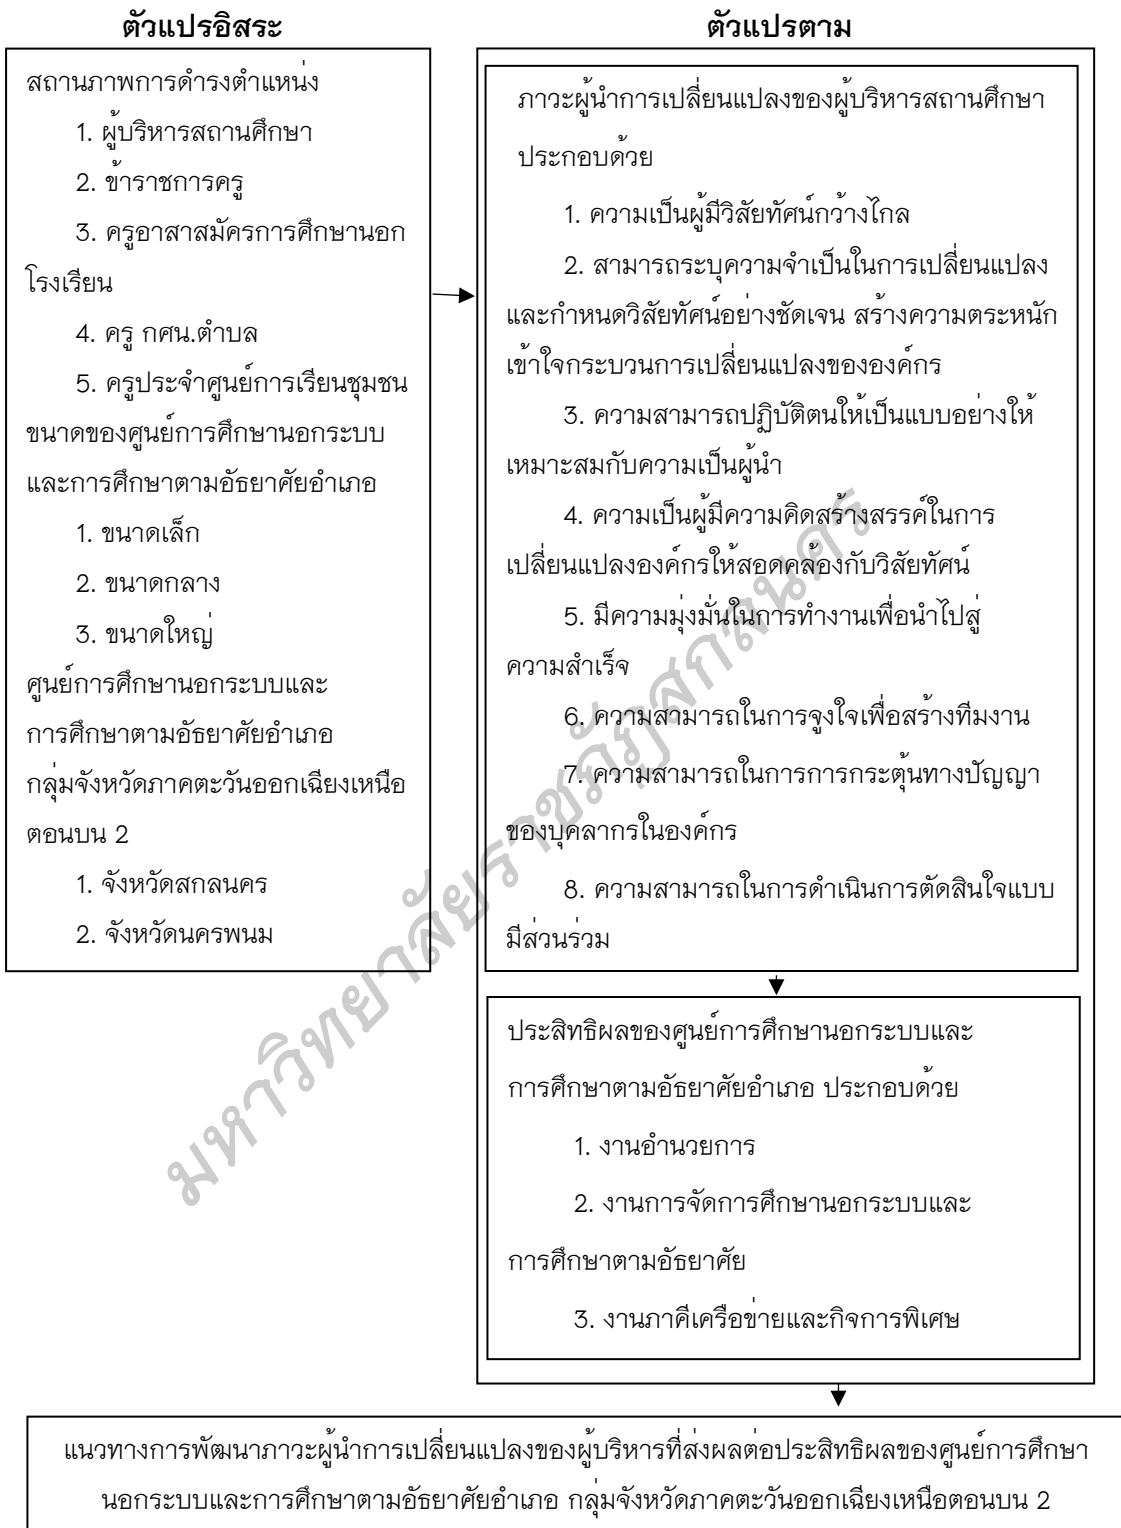 ตัวแปรอิสระ
สถานภาพการดำรงตำแหน่ง
1. ผู้บริหารสถานศึกษา
2. ข้าราชการครู
3. ครูอาสาสมัครการศึกษานอก
โรงเรียน
4. ครู กศน.ตำบล
5. ครูประจำศูนย์การเรียนชุมชน
ขนาดของศูนย์การศึกษานอกระบบ
และการศึกษาตามอัธยาศัยอำเภอ
1. ขนาดเล็ก
2. ขนาดกลาง
3. ขนาดใหญ่
ศูนย์การศึกษานอกระบบและ
การศึกษาตามอัธยาศัยอำเภอ
กลุ่มจังหวัดภาคตะวันออกเฉียงเหนือ
ตอนบน 2
1. จังหวัดสกลนคร
2. จังหวัดนครพนม
ตัวแปรตาม
ภาวะผู้นำการเปลี่ยนแปลงของผู้บริหารสถานศึกษา
ประกอบด้วย
1. ความเป็นผู้มีวิสัยทัศน์กว้างไกล
2. สามารถระบุความจำเป็นในการเปลี่ยนแปลง
และกำหนดวิสัยทัศน์อย่างชัดเจน สร้างความตระหนัก
เข้าใจกระบวนการเปลี่ยนแปลงขององค์กร
3. ความสามารถปฏิบัติตนให้เป็นแบบอย่างให้
เหมาะสมกับความเป็นผู้นำ
4. ความเป็นผู้มีความคิดสร้างสรรค์ในการ
เปลี่ยนแปลงองค์กรให้สอดคล้องกับวิสัยทัศน์
5. มีความมุ่งมั่นในการทำงานเพื่อนำไปสู่
ความสำเร็จ
6. ความสามารถในการจูงใจเพื่อสร้างทีมงาน
7. ความสามารถในการการกระตุ้นทางปัญญา
ของบุคลากรในองค์กร
8. ความสามารถในการดำเนินการตัดสินใจแบบ
มีส่วนร่วม
ประสิทธิผลของศูนย์การศึกษานอกระบบและ
การศึกษาตามอัธยาศัยอำเภอ ประกอบด้วย
1. งานอำนวยการ
2. งานการจัดการศึกษานอกระบบและ
การศึกษาตามอัธยาศัย
3. งานภาคีเครือข่ายและกิจการพิเศษ
แนวทางการพัฒนาภาวะผู้นำการเปลี่ยนแปลงของผู้บริหารที่ส่งผลต่อประสิทธิผลของศูนย์การศึกษา
นอกระบบและการศึกษาตามอัธยาศัยอำเภอ กลุ่มจังหวัดภาคตะวันออกเฉียงเหนือตอนบน 2
มหาวิทยาลัยราชภัฏสกลนคร